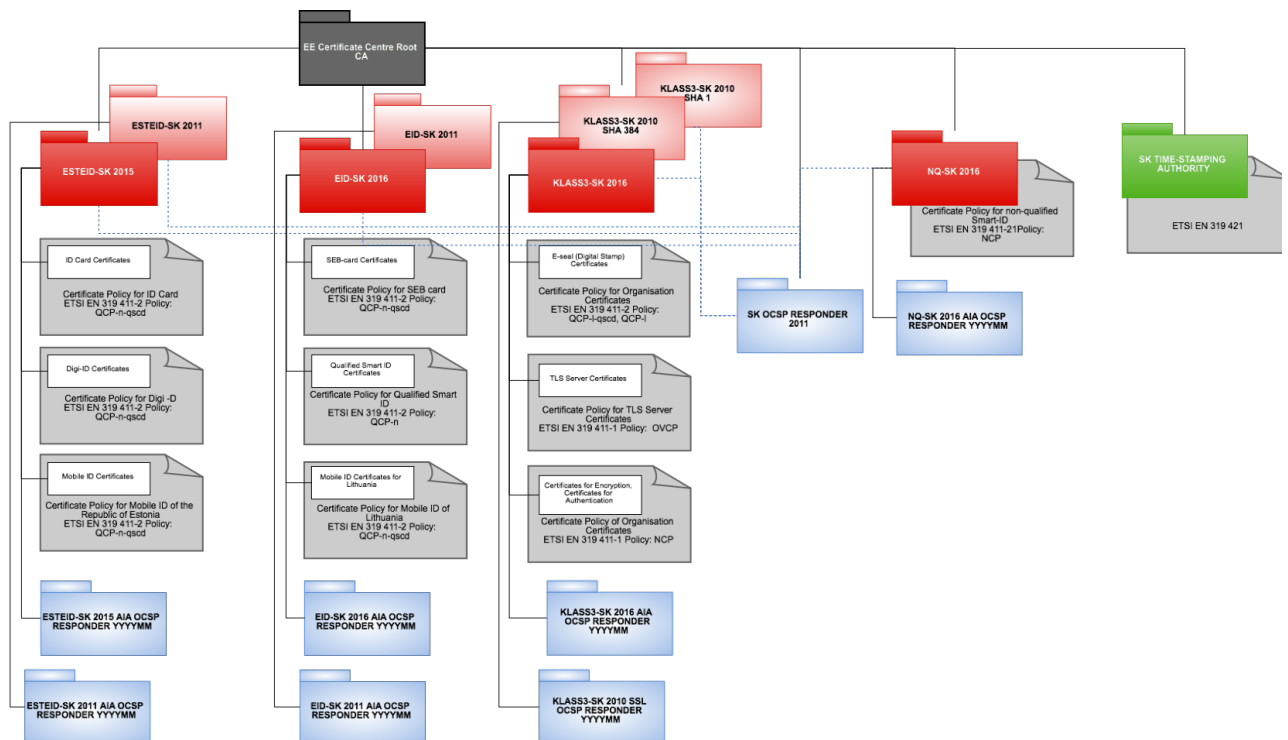 EE Certificate Centre Root
CA
ESTEID-SK 2011
ESTEID-SK 2015
EID-SK 2011
EID-SK 2016
KLASS3-SK 2010
SHA 1
KLASS3-SK 2010
SHA 384
KLASS3-SK 2016
NQ-SK 2016
Certificate Policy for non-qualified
Smart-ID
ETSI EN 319 411-21Policy:
NCP
SK TIME-STAMPING
AUTHORITY
ETSI EN 319 421
ID Card Certificates
Certificate Policy for ID Card
ETSI EN 319 411-2 Policy:
QCP-n-qscd
Digi-ID Certificates
Certificate Policy for Digi -D
ETSI EN 319 411-2 Policy:
QCP-n-qscd
Mobile ID Certificates
Certificate Policy for Mobile ID of the
Republic of Estonia
ETSI EN 319 411-2 Policy:
QCP-n-qscd
ESTEID-SK 2015 AIA OCSP
RESPONDER YYYYMM
ESTEID-SK 2011 AIA OCSP
RESPONDER YYYYMM
SEB-card Certificates
Certificate Policy for SEB card
ETSI EN 319 411-2 Policy:
QCP-n-qscd
Qualified Smart ID
Certificates
Certificate Policy for Qualified Smart
ID
ETSI EN 319 411-2 Policy:
QCP-n
Mobile ID Certificates for
Lithuania
Certificate Policy for Mobile ID of
Lithuania
ETSI EN 319 411-2 Policy:
QCP-n-qscd
EID-SK 2016 AIA OCSP
RESPONDER YYYYMM
EID-SK 2011 AIA OCSP
RESPONDER YYYYMM
E-seal (Digital Stamp)
Certificates
Certificate Policy for Organisation
Certificates
ETSI EN 319 411-2 Policy:
QCP-l-qscd, QCP-l
TLS Server Certificates
Certificate Policy for TLS Server
Certificates
ETSI EN 319 411-1 Policy: OVCP
Certificates for Encryption,
Certificates for
Authentication
Certificate Policy of Organisation
Certificates
ETSI EN 319 411-1 Policy: NCP
KLASS3-SK 2016 AIA
OCSP RESPONDER
YYYYMM
KLASS3-SK 2010 SSL
OCSP RESPONDER
YYYYMM
SK OCSP RESPONDER
2011
NQ-SK 2016 AIA OCSP
RESPONDER YYYYMM